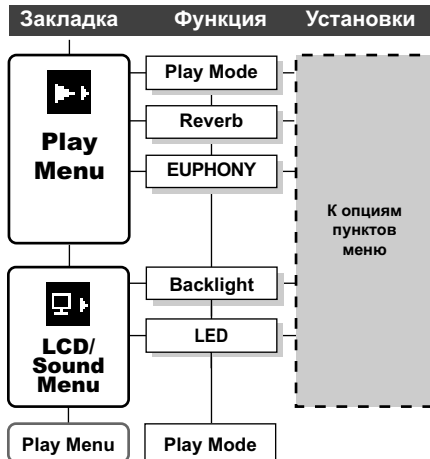 Закладка Функция Установки
Play Mode
Reverb
EUPHONY
Play
Menu
К опциям
пунктов
меню
Backlight
LED
LCD/
Sound
Menu
Play Menu Play Mode